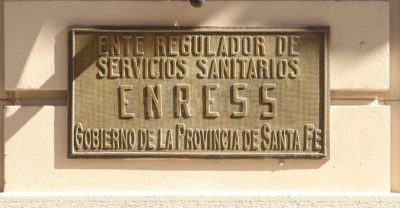 ENTE REGULADOR DE
SERVICIOS SANITARIOS
ENRESS
GOBIERNO DE LA PROVINCIA DE SANTA FE